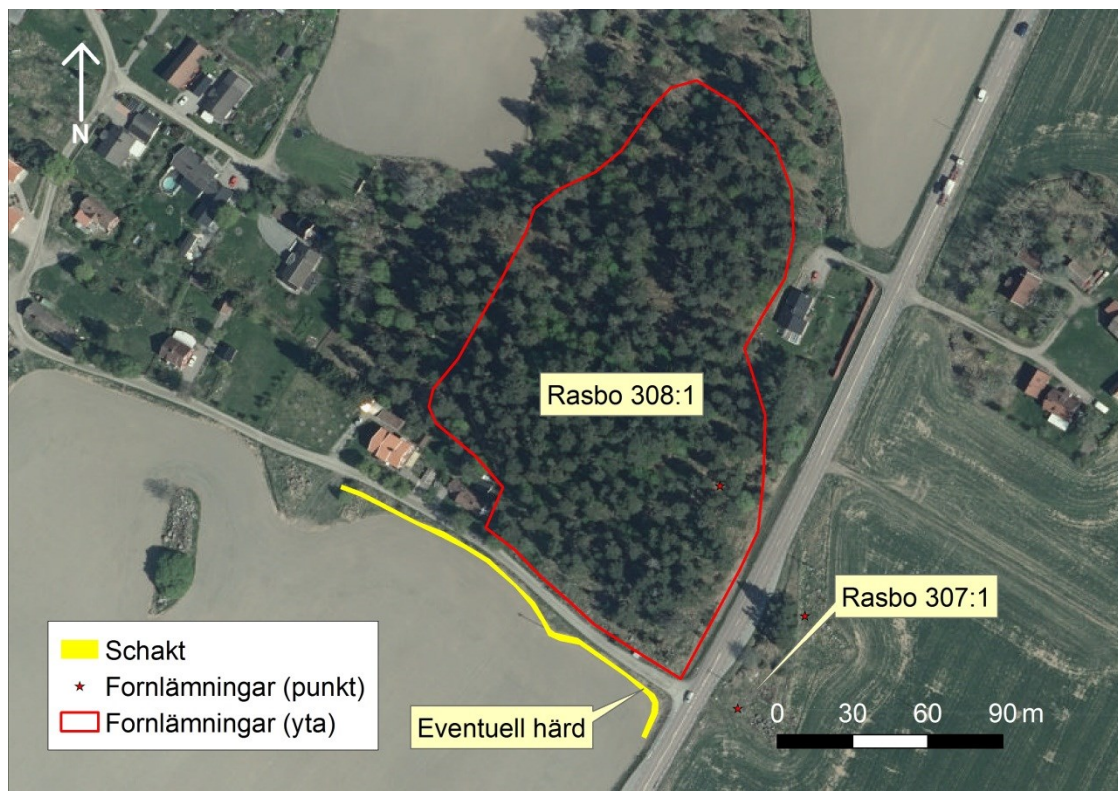 N
Rasbo 308:1
Rasbo 307:1
Schakt
Fornlämningar (punkt)
Fornlämningar (yta)
Eventuell härd
0 30 60 90 m